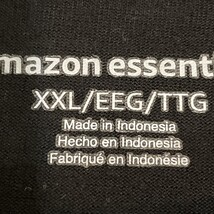 mazon essent
XXL/EEG/TTG
Made in Indonesia
Hecho en Indonesia
Fabriqué en Indonésie